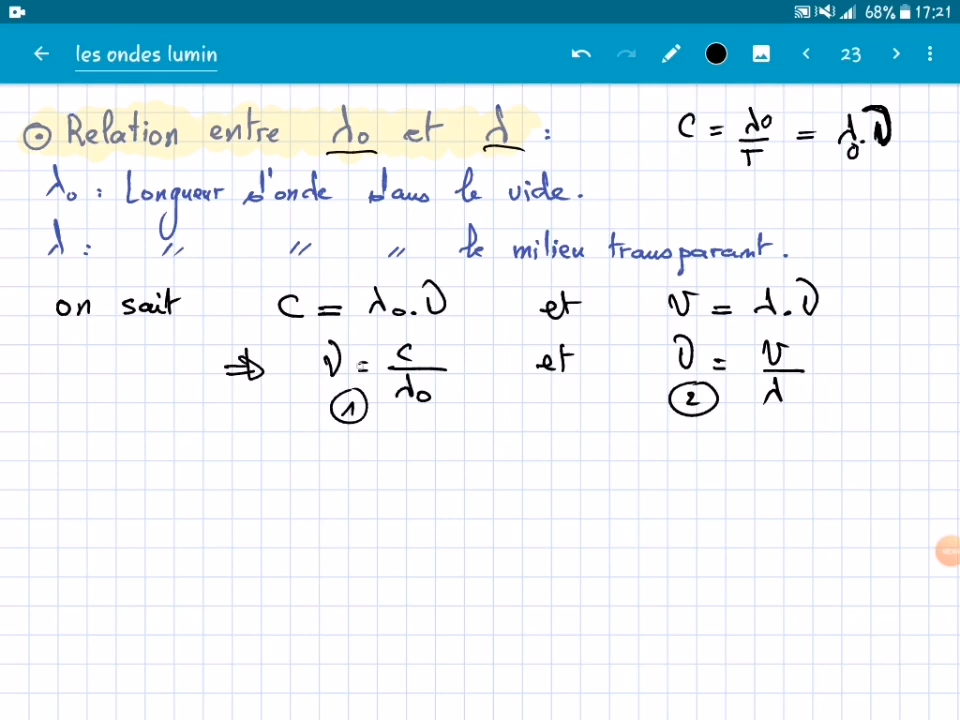 68% 17:21
les ondes lumin
23
⊙ Relation entre λ₀ et λ :
C = λ₀/T = λ₀.ν
λ₀ : Longueur d'onde dans le vide.
λ : " " " le milieu transparant.
on sait C = λ₀.ν et v = λ.ν
⇒ ν = C/λ₀ et ν = v/λ
① ②